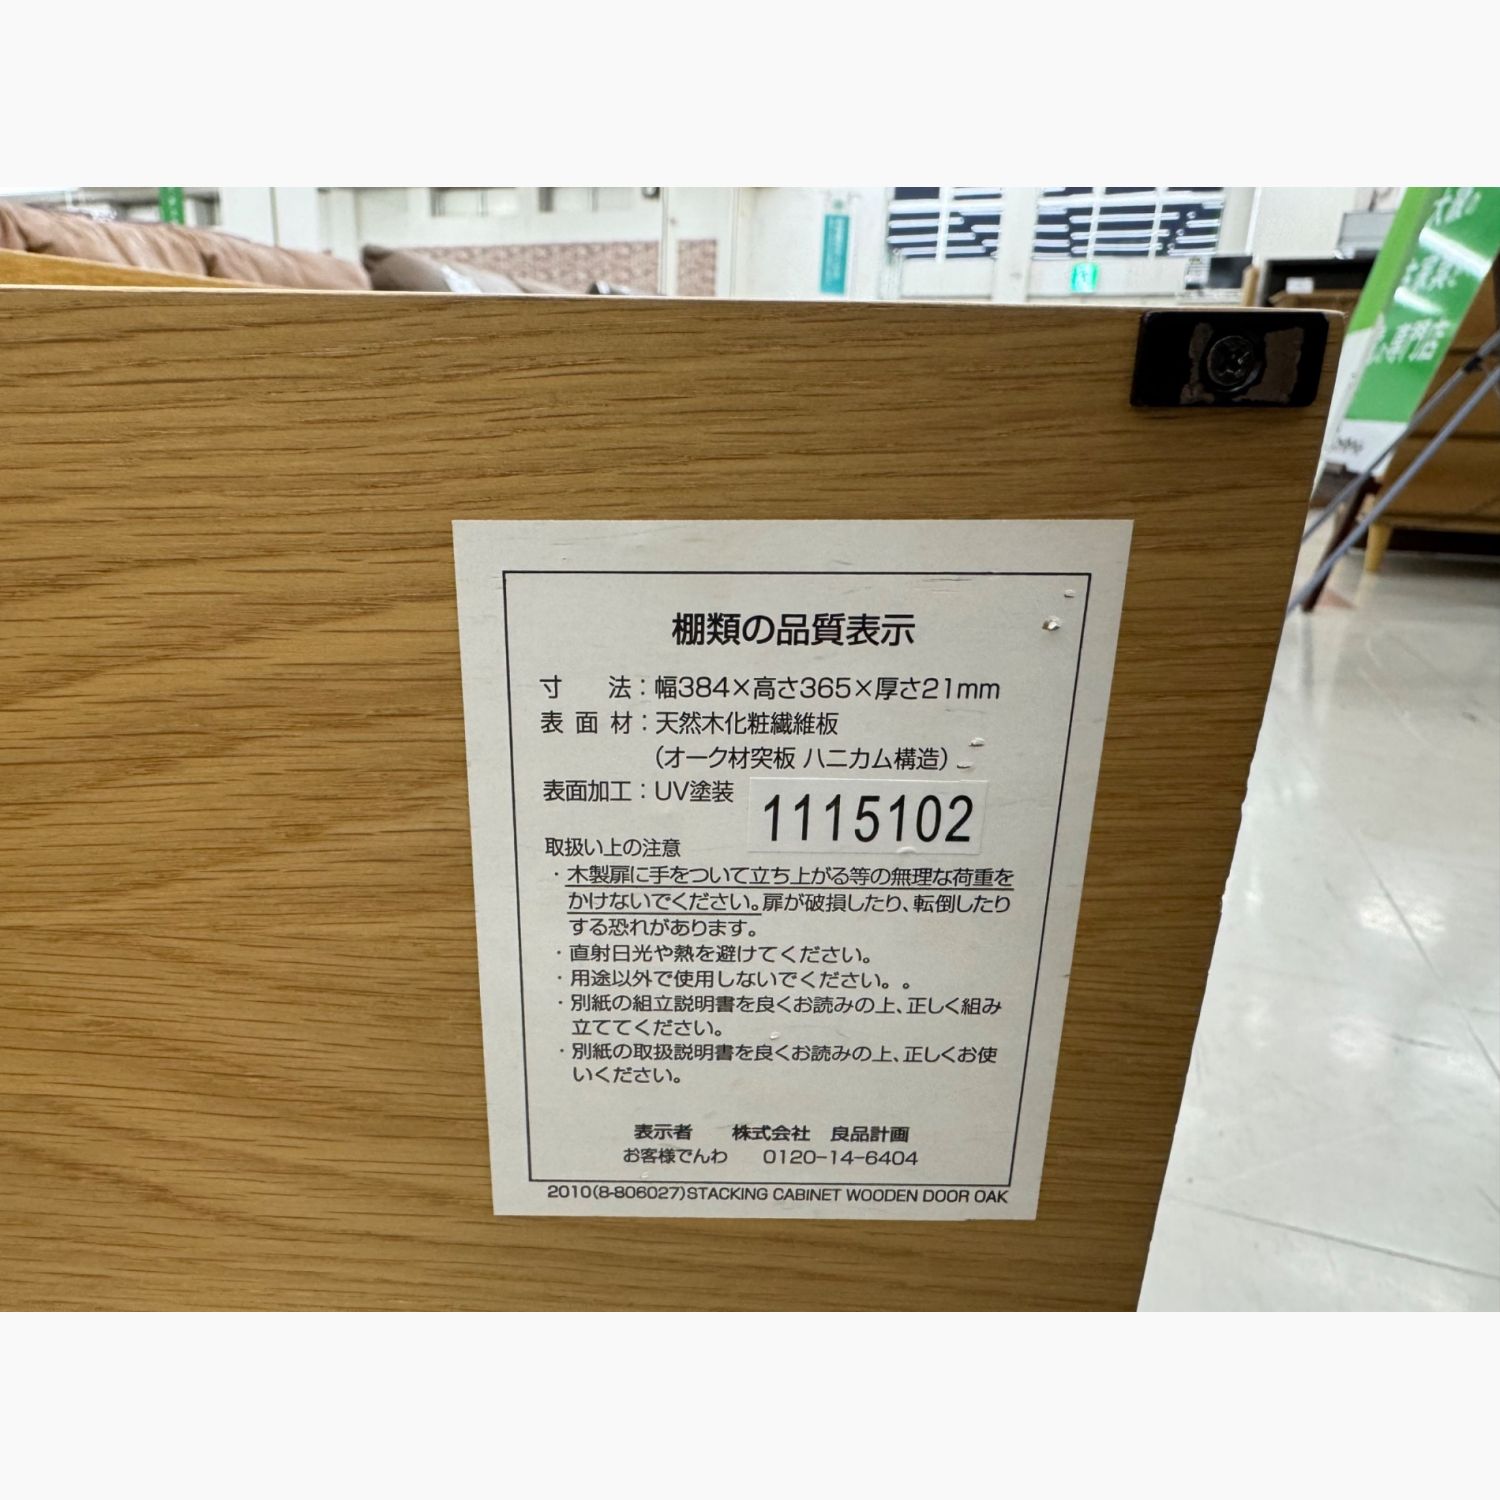 棚類の品質表示
寸 法：幅384×高さ365×厚さ21mm
表 面 材：天然木化粧繊維板
（オーク材突板 ハニカム構造）
表面加工：UV塗装
1115102
取扱い上の注意
・木製扉に手をついて立ち上がる等の無理な荷重を
かけないでください。扉が破損したり、転倒したり
する恐れがあります。
・直射日光や熱を避けてください。
・用途以外で使用しないでください。。
・別紙の組立説明書を良くお読みの上、正しく組み
立ててください。
・別紙の取扱説明書を良くお読みの上、正しくお使
いください。
表示者 株式会社 良品計画
お客様でんわ 0120-14-6404
2010(8-806027)STACKING CABINET WOODEN DOOR OAK
専門店